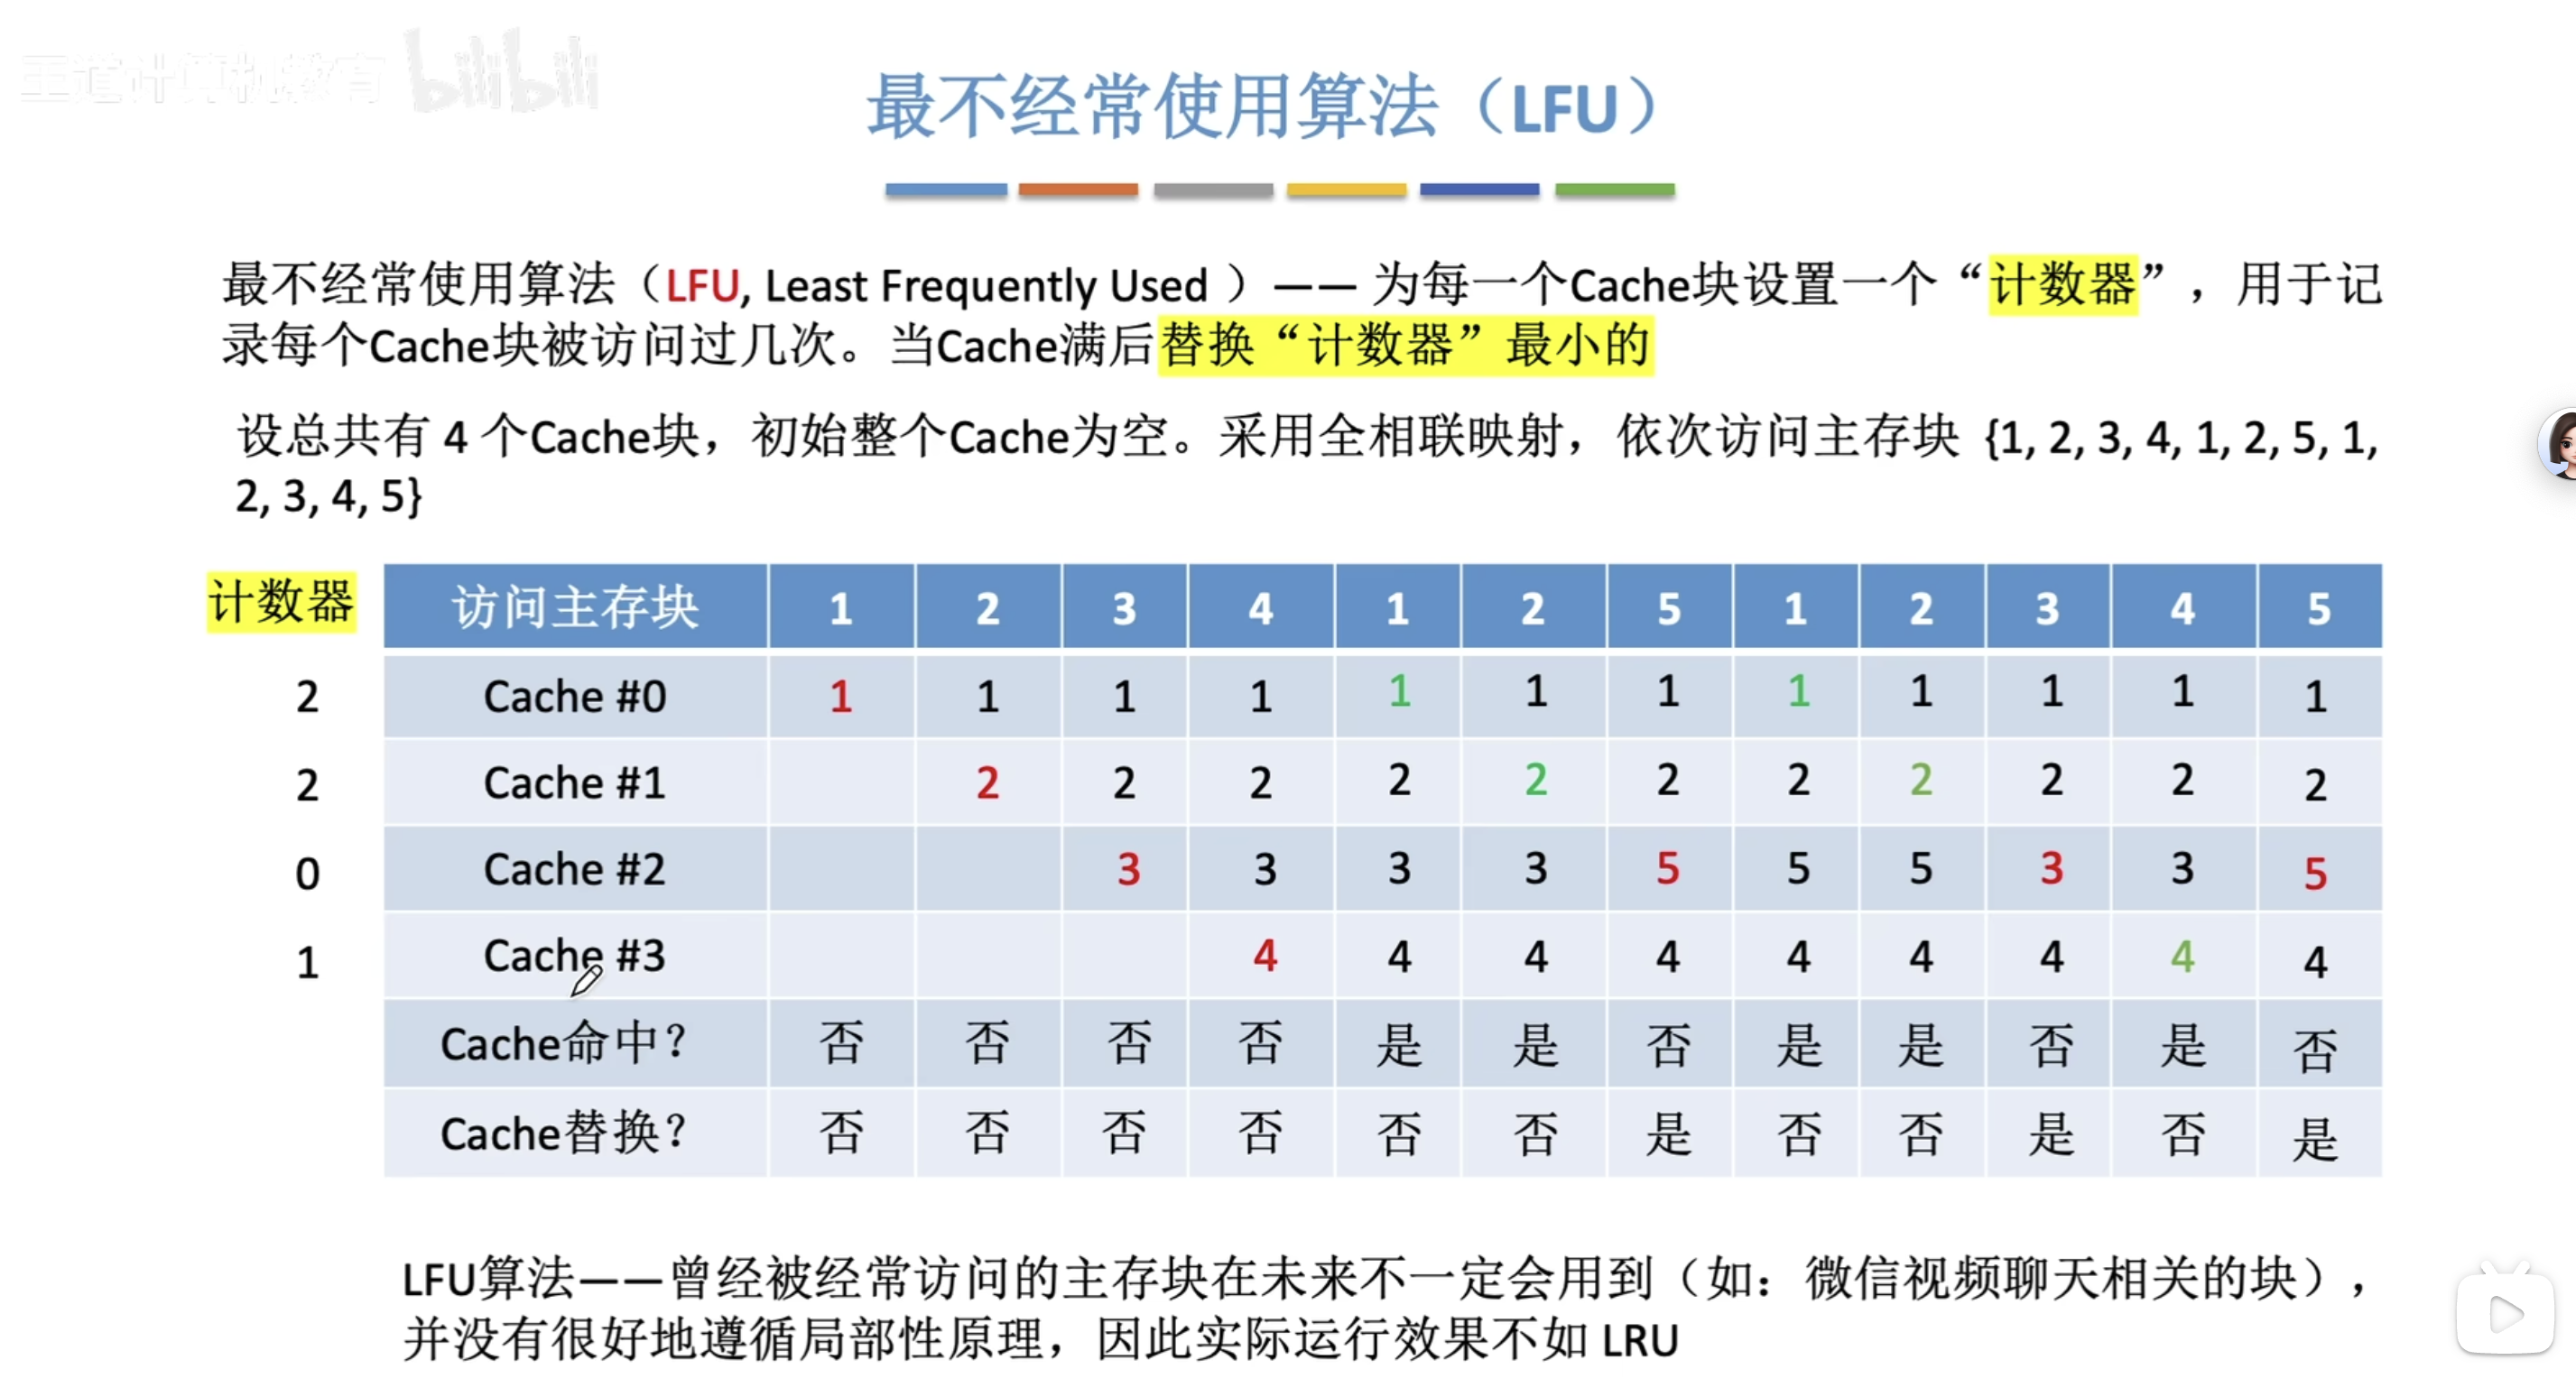 王道计算机教育 bilibili
最不经常使用算法（LFU）
最不经常使用算法（LFU, Least Frequently Used ）—— 为每一个Cache块设置一个“计数器”，用于记
录每个Cache块被访问过几次。当Cache满后替换“计数器”最小的
设总共有 4 个Cache块，初始整个Cache为空。采用全相联映射，依次访问主存块 {1, 2, 3, 4, 1, 2, 5, 1,
2, 3, 4, 5}
计数器 访问主存块 1 2 3 4 1 2 5 1 2 3 4 5
2 Cache #0 1 1 1 1 1 1 1 1 1 1 1 1
2 Cache #1 2 2 2 2 2 2 2 2 2 2 2
0 Cache #2 3 3 3 3 5 5 5 3 3 5
1 Cache #3 4 4 4 4 4 4 4 4 4
Cache命中？ 否 否 否 否 是 是 否 是 是 否 是 否
Cache替换？ 否 否 否 否 否 否 是 否 否 是 否 是
LFU算法——曾经被经常访问的主存块在未来不一定会用到（如：微信视频聊天相关的块），
并没有很好地遵循局部性原理，因此实际运行效果不如 LRU